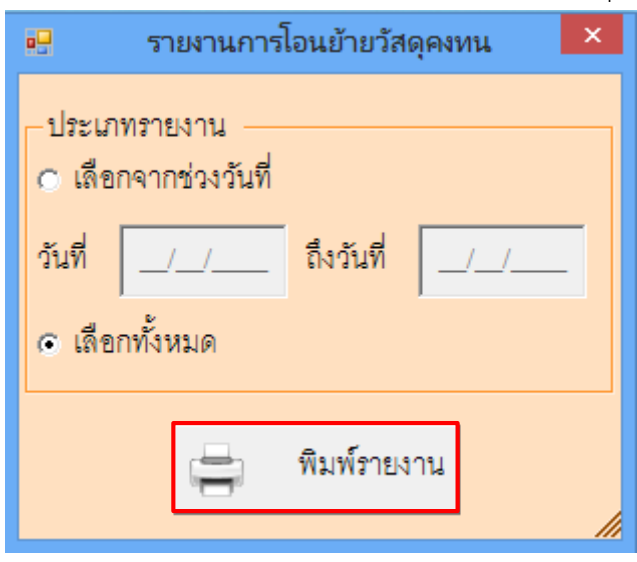 รายงานการโอนย้ายวัสดุคงทน
ประเภทรายงาน
เลือกจากช่วงวันที่
วันที่ __/__/____ ถึงวันที่ __/__/____
เลือกทั้งหมด
พิมพ์รายงาน